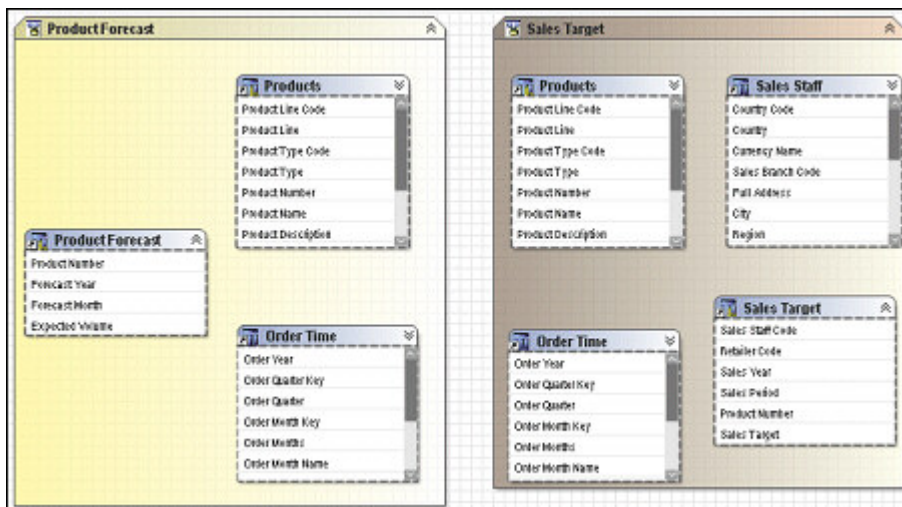 Product Forecast
Products
Product Line Code
Product Line
Product Type Code
Product Type
Product Number
Product Name
Product Description
Product Forecast
Product Number
Forecast Year
Forecast Month
Expected Volume
Order Time
Order Year
Order Quarter Key
Order Quarter
Order Month Key
Order Months
Order Month Name
Sales Target
Products
Product Line Code
Product Line
Product Type Code
Product Type
Product Number
Product Name
Product Description
Sales Staff
Country Code
Country
Currency Name
Sales Branch Code
Full Address
City
Region
Order Time
Order Year
Order Quarter Key
Order Quarter
Order Month Key
Order Months
Order Month Name
Sales Target
Sales Staff Code
Retailer Code
Sales Year
Sales Period
Product Number
Sales Target